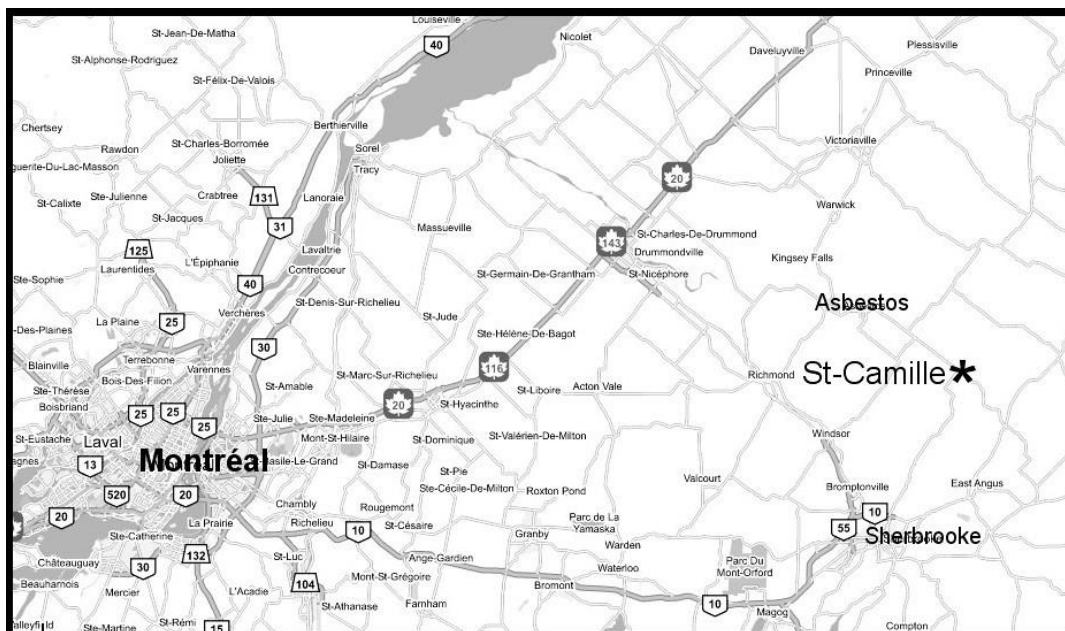 Louiseville
St-Jean-De-Matha
40
Nicolet
Daveluyville
Plessisville
St-Alphonse-Rodriguez
St-Félix-De-Valois
Princeville
Chertsey
Berthierville
Rawdon
St-Charles-Borromée
Joliette
Sorel
Tracy
Victoriaville
guerite-Du-Lac-Masson
20
Ste-Julienne
Crabtree
131
Lanoraie
St-Calixte
St-Jacques
31
Massueville
Warwick
143
St-Charles-De-Drummond
Drummondville
125
Lavaltrie
L'Épiphanie
Laurentides
Contrecoeur
Kingsey Falls
Ste-Sophie
St-Germain-De-Grantham
St-Nicéphore
40
St-Denis-Sur-Richelieu
Asbestos
Verchères
St-Jude
-Des-Plaines
La Plaine
25
Ste-Hélène-De-Bagot
30
Terrebonne
Blainville
Varennes
116
St-Marc-Sur-Richelieu
Richmond
St-Camille*
Bois-Des-Filion
Ste-Thérèse
St-Amable
St-Liboire
Acton Vale
Boisbriand
25
25
20
St-Hyacinthe
Ste-Julie
Ste-Madeleine
25
St-Eustache
Laval
Mont-St-Hilaire
St-Dominique
St-Valérien-De-Milton
Windsor
Montréal
-Basile-Le-Grand
13
St-Damase
St-Pie
Valcourt
Bromptonville
East Angus
Ste-Cécile-De-Milton
Roxton Pond
520
20
Chambly
Rougemont
20
La Prairie
Richelieu
10
St-Césaire
Parc de La
Yamaska
10
55
Sherbrooke
Ste-Catherine
Granby
Warden
132
St-Luc
Ange-Gardien
Châteauguay
30
Waterloo
Parc Du
Mont-Orford
Mont-St-Grégoire
Beauharnois
Mercier
L'Acadie
104
Bromont
St-Athanase
Farnham
10
Magog
alleyfield
Ste-Martine
St-Rémi
15
Compton